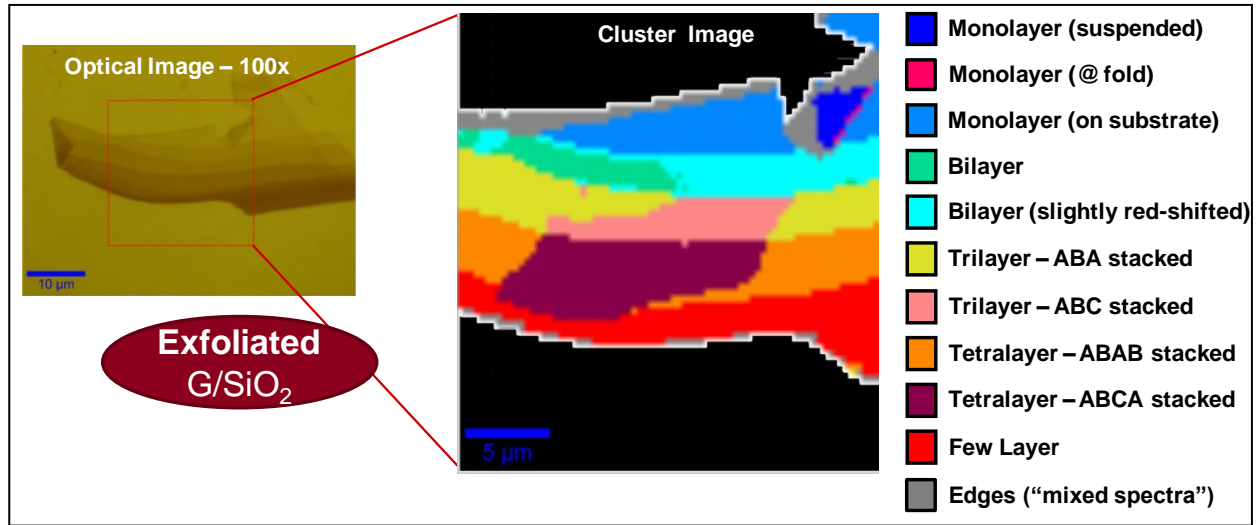 Optical Image – 100x
10 µm
Exfoliated
G/SiO₂
Cluster Image
5 µm
Monolayer (suspended)
Monolayer (@ fold)
Monolayer (on substrate)
Bilayer
Bilayer (slightly red-shifted)
Trilayer – ABA stacked
Trilayer – ABC stacked
Tetralayer – ABAB stacked
Tetralayer – ABCA stacked
Few Layer
Edges (“mixed spectra”)